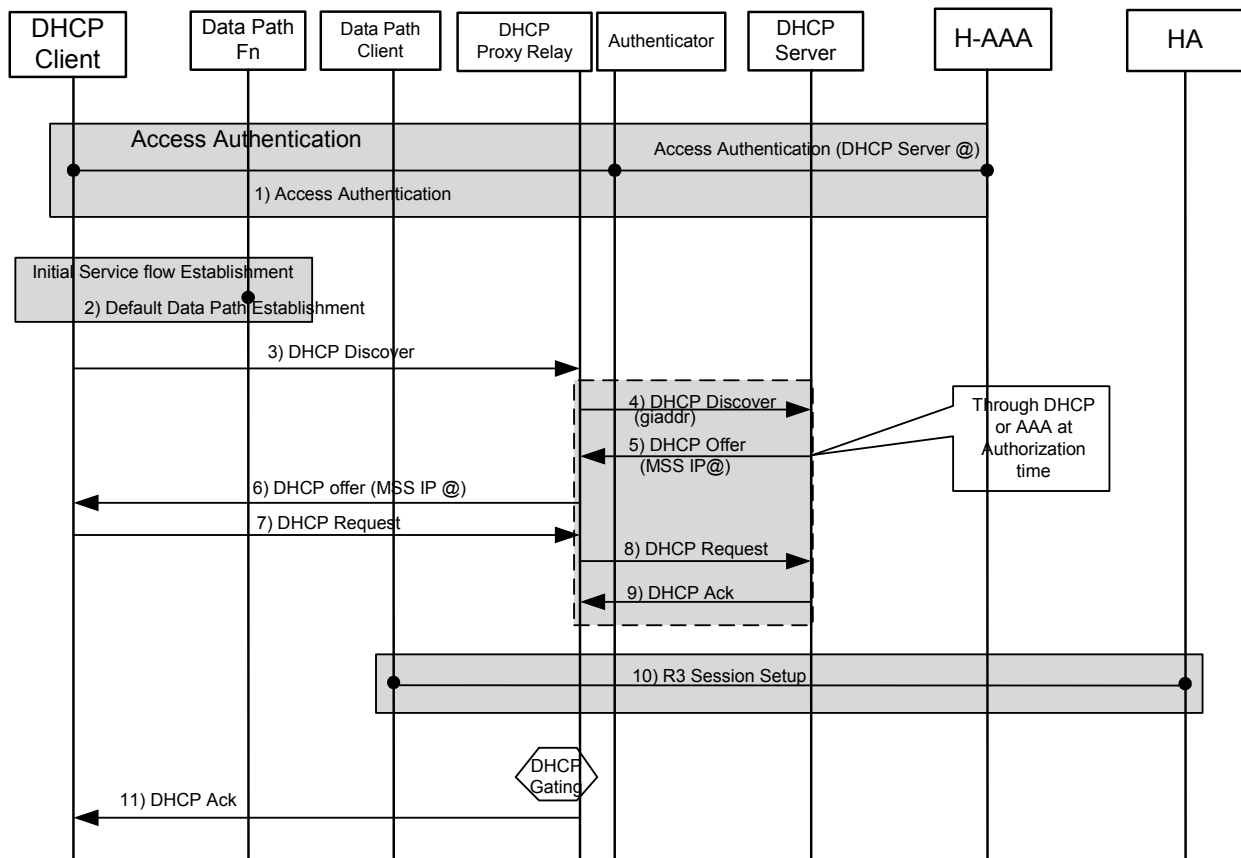 DHCP
Client
Data Path
Fn
Data Path
Client
DHCP
Proxy Relay
Authenticator
DHCP
Server
H-AAA
HA
Access Authentication
Access Authentication (DHCP Server @)
1) Access Authentication
Initial Service flow Establishment
2) Default Data Path Establishment
3) DHCP Discover
4) DHCP Discover
(giaddr)
Through DHCP
or AAA at
Authorization
time
5) DHCP Offer
(MSS IP@)
6) DHCP offer (MSS IP @)
7) DHCP Request
8) DHCP Request
9) DHCP Ack
10) R3 Session Setup
DHCP
Gating
11) DHCP Ack